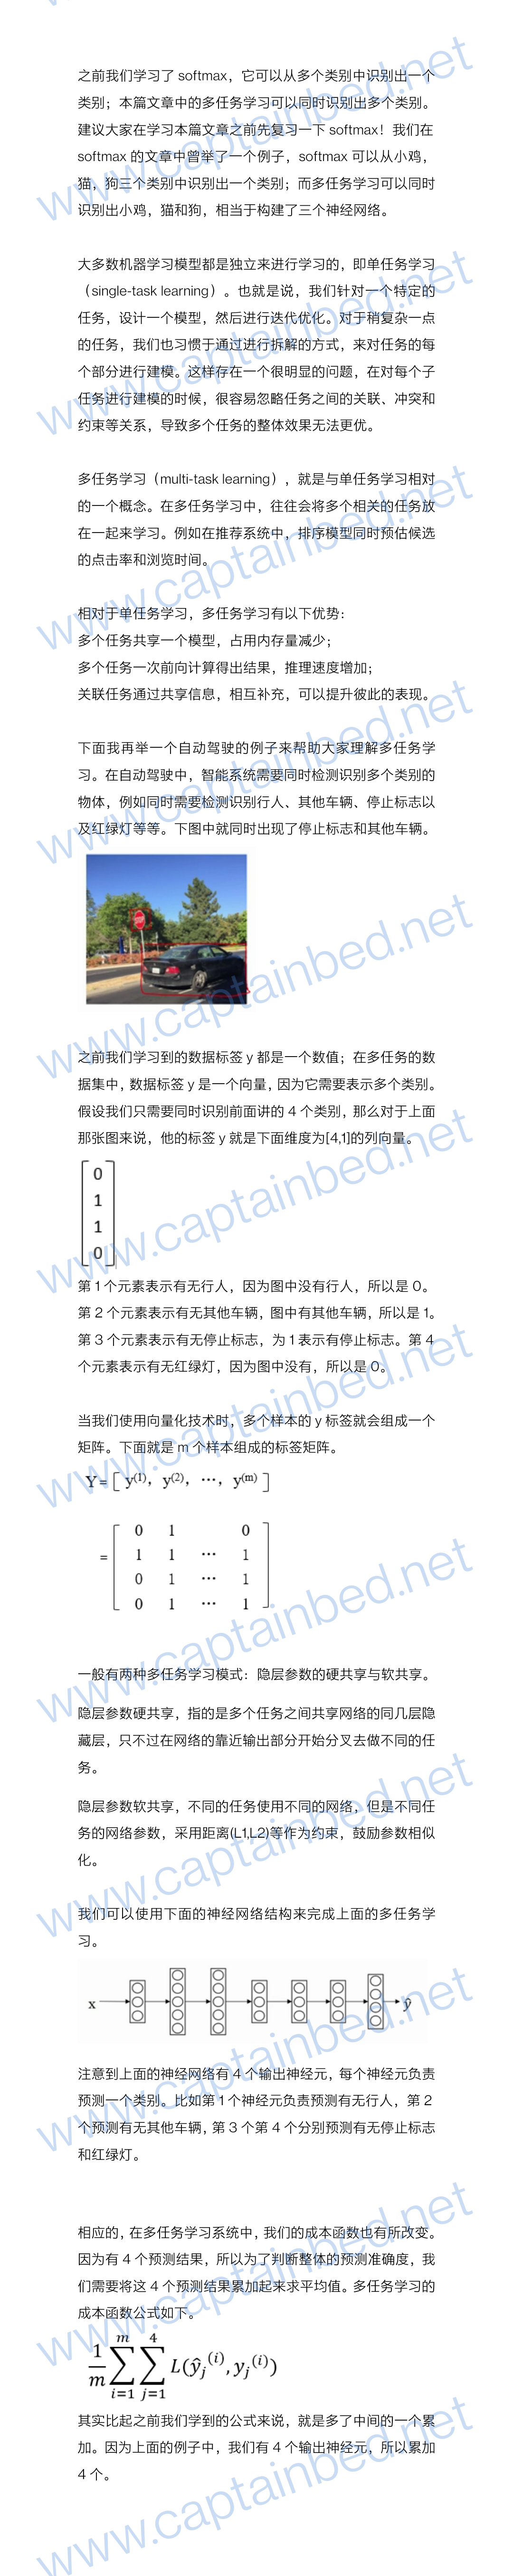 之前我们学习了 softmax，它可以从多个类别中识别出一个
类别；本篇文章中的多任务学习可以同时识别出多个类别。
建议大家在学习本篇文章之前先复习一下 softmax！我们在
softmax 的文章中曾举了一个例子，softmax 可以从小鸡，
猫，狗三个类别中识别出一个类别；而多任务学习可以同时
识别出小鸡，猫和狗，相当于构建了三个神经网络。
大多数机器学习模型都是独立来进行学习的，即单任务学习
（single-task learning）。也就是说，我们针对一个特定的
任务，设计一个模型，然后进行迭代优化。对于稍复杂一点
的任务，我们也习惯于通过进行拆解的方式，来对任务的每
个部分进行建模。这样存在一个很明显的问题，在对每个子
任务进行建模的时候，很容易忽略任务之间的关联、冲突和
约束等关系，导致多个任务的整体效果无法更优。
多任务学习（multi-task learning），就是与单任务学习相对
的一个概念。在多任务学习中，往往会将多个相关的任务放
在一起来学习。例如在推荐系统中，排序模型同时预估候选
的点击率和浏览时间。
相对于单任务学习，多任务学习有以下优势：
多个任务共享一个模型，占用内存量减少；
多个任务一次前向计算得出结果，推理速度增加；
关联任务通过共享信息，相互补充，可以提升彼此的表现。
下面我再举一个自动驾驶的例子来帮助大家理解多任务学
习。在自动驾驶中，智能系统需要同时检测识别多个类别的
物体，例如同时需要检测识别行人、其他车辆、停止标志以
及红绿灯等等。下图中就同时出现了停止标志和其他车辆。
之前我们学习到的数据标签 y 都是一个数值；在多任务的数
据集中，数据标签 y 是一个向量，因为它需要表示多个类别。
假设我们只需要同时识别前面讲的 4 个类别，那么对于上面
那张图来说，他的标签 y 就是下面维度为[4,1]的列向量。
0
1
1
0
第 1 个元素表示有无行人，因为图中没有行人，所以是 0。
第 2 个元素表示有无其他车辆，图中有其他车辆，所以是 1。
第 3 个元素表示有无停止标志，为 1 表示有停止标志。第 4
个元素表示有无红绿灯，因为图中没有，所以是 0。
当我们使用向量化技术时，多个样本的 y 标签就会组成一个
矩阵。下面就是 m 个样本组成的标签矩阵。
Y = [ y⁽¹⁾，y⁽²⁾，…，y⁽ᵐ⁾ ]
0 1 0
= 1 1 … 1
0 1 … 1
0 1 … 1
一般有两种多任务学习模式：隐层参数的硬共享与软共享。
隐层参数硬共享，指的是多个任务之间共享网络的同几层隐
藏层，只不过在网络的靠近输出部分开始分叉去做不同的任
务。
隐层参数软共享，不同的任务使用不同的网络，但是不同任
务的网络参数，采用距离(L1,L2)等作为约束，鼓励参数相似
化。
我们可以使用下面的神经网络结构来完成上面的多任务学
习。
x ŷ
注意到上面的神经网络有 4 个输出神经元，每个神经元负责
预测一个类别。比如第 1 个神经元负责预测有无行人，第 2
个预测有无其他车辆，第 3 个第 4 个分别预测有无停止标志
和红绿灯。
相应的，在多任务学习系统中，我们的成本函数也有所改变。
因为有 4 个预测结果，所以为了判断整体的预测准确度，我
们需要将这 4 个预测结果累加起来求平均值。多任务学习的
成本函数公式如下。
1/m ∑_{i=1}^{m} ∑_{j=1}^{4} L(ŷ_j^{(i)}, y_j^{(i)})
其实比起之前我们学到的公式来说，就是多了中间的一个累
加。因为上面的例子中，我们有 4 个输出神经元，所以累加
4 个。
www.captainbed.net
www.captainbed.net
www.captainbed.net
www.captainbed.net
www.captainbed.net
www.captainbed.net
www.captainbed.net
www.captainbed.net
www.captainbed.net
www.captainbed.net
www.captainbed.net
www.captainbed.net